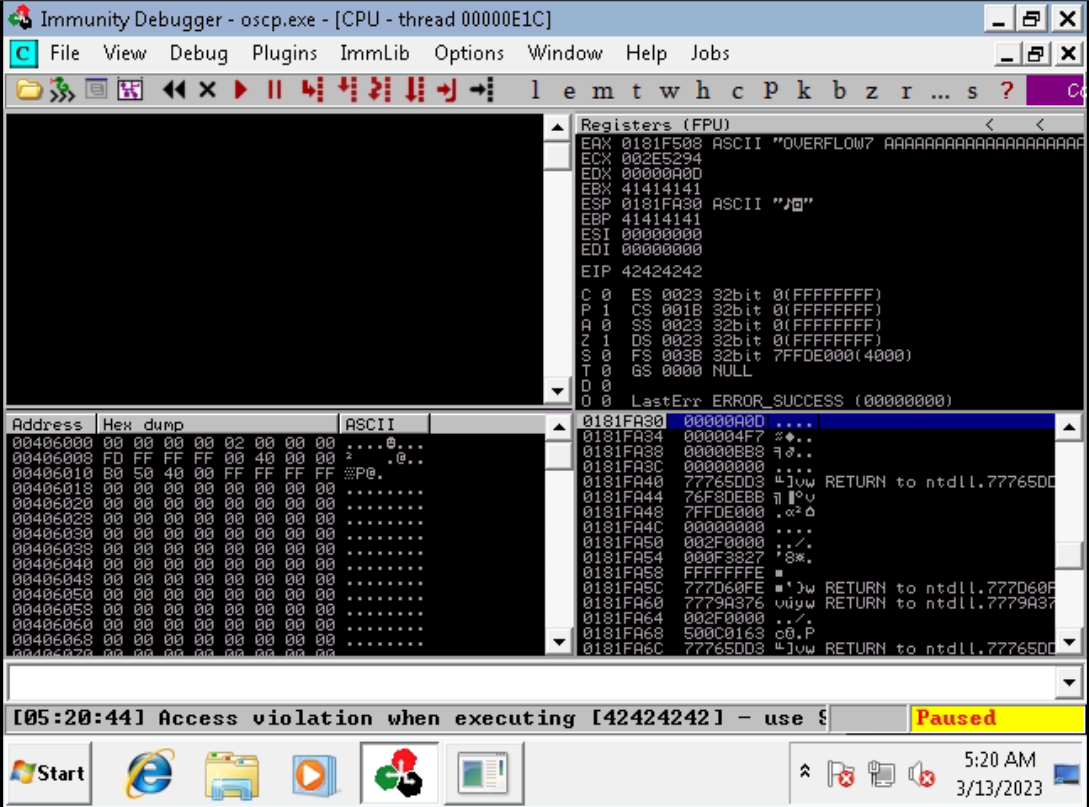 Immunity Debugger - oscp.exe - [CPU - thread 00000E1C]
C File View Debug Plugins ImmLib Options Window Help Jobs
l e m t w h c P k b z r ... s ?
Registers (FPU) < <
EAX 0181F508 ASCII "OVERFLOW7 AAAAAAAAAAAAAAAAAAAAA
ECX 002E5294
EDX 00000A0D
EBX 41414141
ESP 0181FA30 ASCII "♪◙"
EBP 41414141
ESI 00000000
EDI 00000000
EIP 42424242
C 0 ES 0023 32bit 0(FFFFFFFF)
P 1 CS 001B 32bit 0(FFFFFFFF)
A 0 SS 0023 32bit 0(FFFFFFFF)
Z 1 DS 0023 32bit 0(FFFFFFFF)
S 0 FS 003B 32bit 7FFDE000(4000)
T 0 GS 0000 NULL
D 0
O 0 LastErr ERROR_SUCCESS (00000000)
Address Hex dump ASCII
00406000 00 00 00 00 02 00 00 00
00406008 FD FF FF FF 00 40 00 00 ² .@..
00406010 B0 50 40 00 FF FF FF FF ░P@.
00406018 00 00 00 00 00 00 00 00 ........
00406020 00 00 00 00 00 00 00 00 ........
00406028 00 00 00 00 00 00 00 00 ........
00406030 00 00 00 00 00 00 00 00 ........
00406038 00 00 00 00 00 00 00 00 ........
00406040 00 00 00 00 00 00 00 00 ........
00406048 00 00 00 00 00 00 00 00 ........
00406050 00 00 00 00 00 00 00 00 ........
00406058 00 00 00 00 00 00 00 00 ........
00406060 00 00 00 00 00 00 00 00 ........
00406068 00 00 00 00 00 00 00 00 ........
00406070 00 00 00 00 00 00 00 00
0181FA30 00000A0D ....
0181FA34 000004F7
0181FA38 00000BB8
0181FA3C 00000000 ....
0181FA40 77765DD3 ╙]vw RETURN to ntdll.77765DD
0181FA44 76F8DEBB
0181FA48 7FFDE000
0181FA4C 00000000 ....
0181FA50 002F0000 ../.
0181FA54 000F3827
0181FA58 FFFFFFFE ■
0181FA5C 777D60FE ■`}w RETURN to ntdll.777D60F
0181FA60 7779A376 vúyw RETURN to ntdll.7779A37
0181FA64 002F0000 ../.
0181FA68 500C0163
0181FA6C 77765DD3 ╙]vw RETURN to ntdll.77765DD
[05:20:44] Access violation when executing [42424242] - use
Paused
Start
5:20 AM
3/13/2023